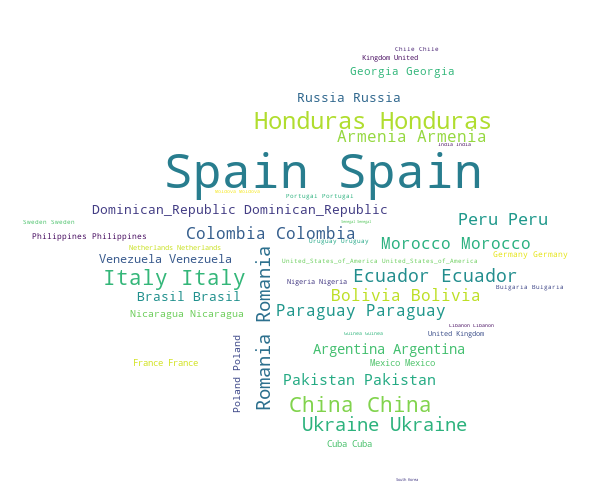 Chile Chile
Kingdom United
Georgia Georgia
Russia Russia
Honduras Honduras
Armenia Armenia
India India
Spain Spain
Portugal Portugal
Dominican_Republic Dominican_Republic
Peru Peru
Sweden Sweden
Senegal Senegal
Colombia Colombia
Philippines Philippines
Uruguay Uruguay
Morocco Morocco
Netherlands Netherlands
Germany Germany
Venezuela Venezuela
United_States_of_America United_States_of_America
Italy Italy
Ecuador Ecuador
Nigeria Nigeria
Bulgaria Bulgaria
Brasil Brasil
Romania Romania
Bolivia Bolivia
Nicaragua Nicaragua
Paraguay Paraguay
Lebanon Lebanon
Guinea Guinea
United Kingdom
Argentina Argentina
France France
Mexico Mexico
Poland Poland
Pakistan Pakistan
China China
Ukraine Ukraine
Cuba Cuba
South Korea